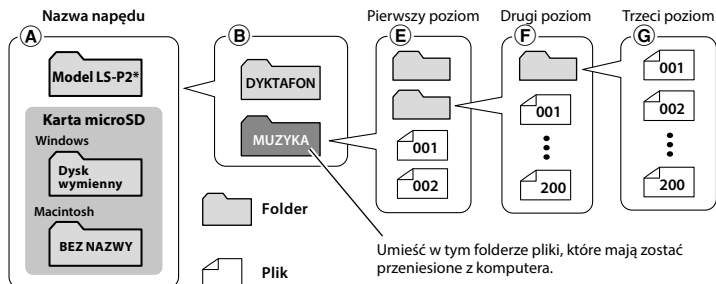 Nazwa napędu
Pierwszy poziom
Drugi poziom
Trzeci poziom
A
B
E
F
G
Model LS-P2*
Karta microSD
Windows
Dysk
wymienny
Macintosh
BEZ NAZWY
DYKTAFON
MUZYKA
001
002
001
200
001
002
200
Folder
Plik
Umieść w tym folderze pliki, które mają zostać
przeniesione z komputera.